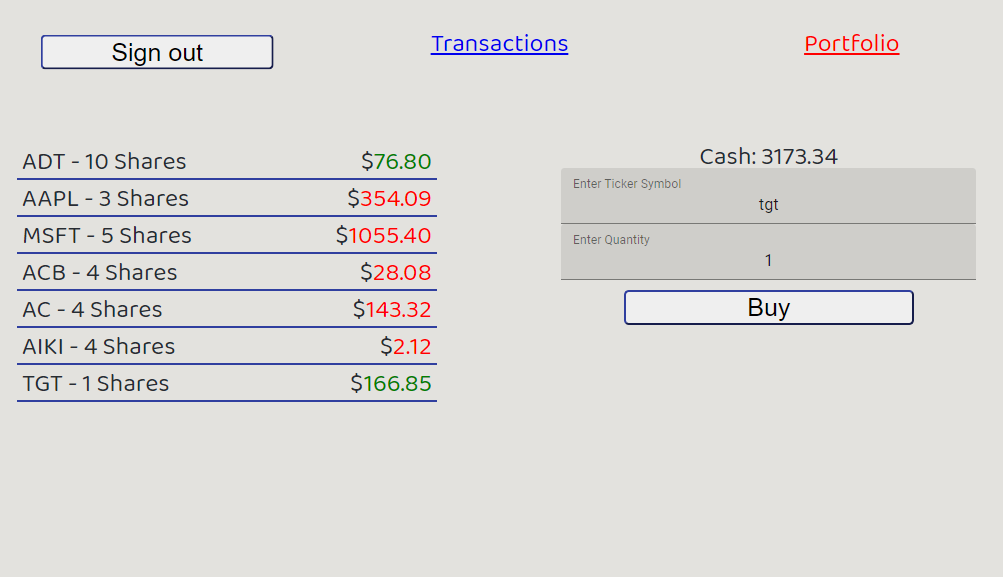 Sign out
Transactions
Portfolio
ADT - 10 Shares $76.80
AAPL - 3 Shares $354.09
MSFT - 5 Shares $1055.40
ACB - 4 Shares $28.08
AC - 4 Shares $143.32
AIKI - 4 Shares $2.12
TGT - 1 Shares $166.85
Cash: 3173.34
Enter Ticker Symbol
tgt
Enter Quantity
1
Buy